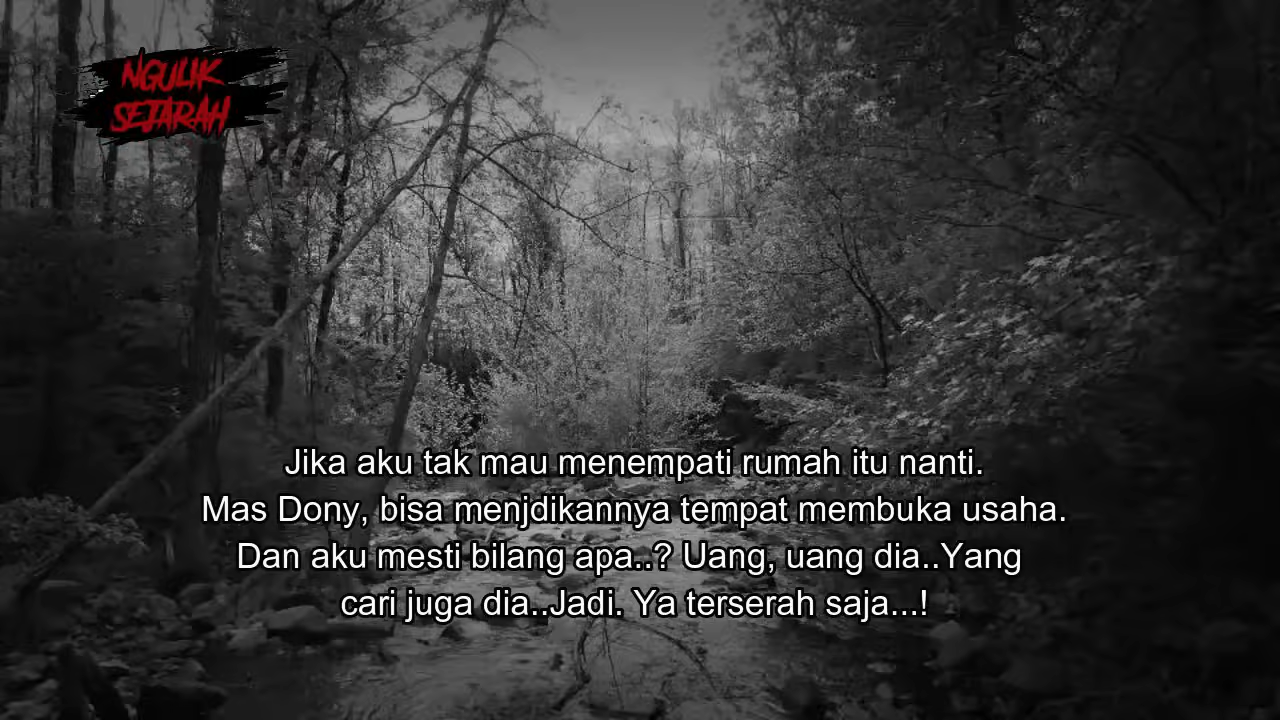 NGULIK
SEJARAH
Jika aku tak mau menempati rumah itu nanti.
Mas Dony, bisa menjdikannya tempat membuka usaha.
Dan aku mesti bilang apa..? Uang, uang dia..Yang
cari juga dia..Jadi. Ya terserah saja...!